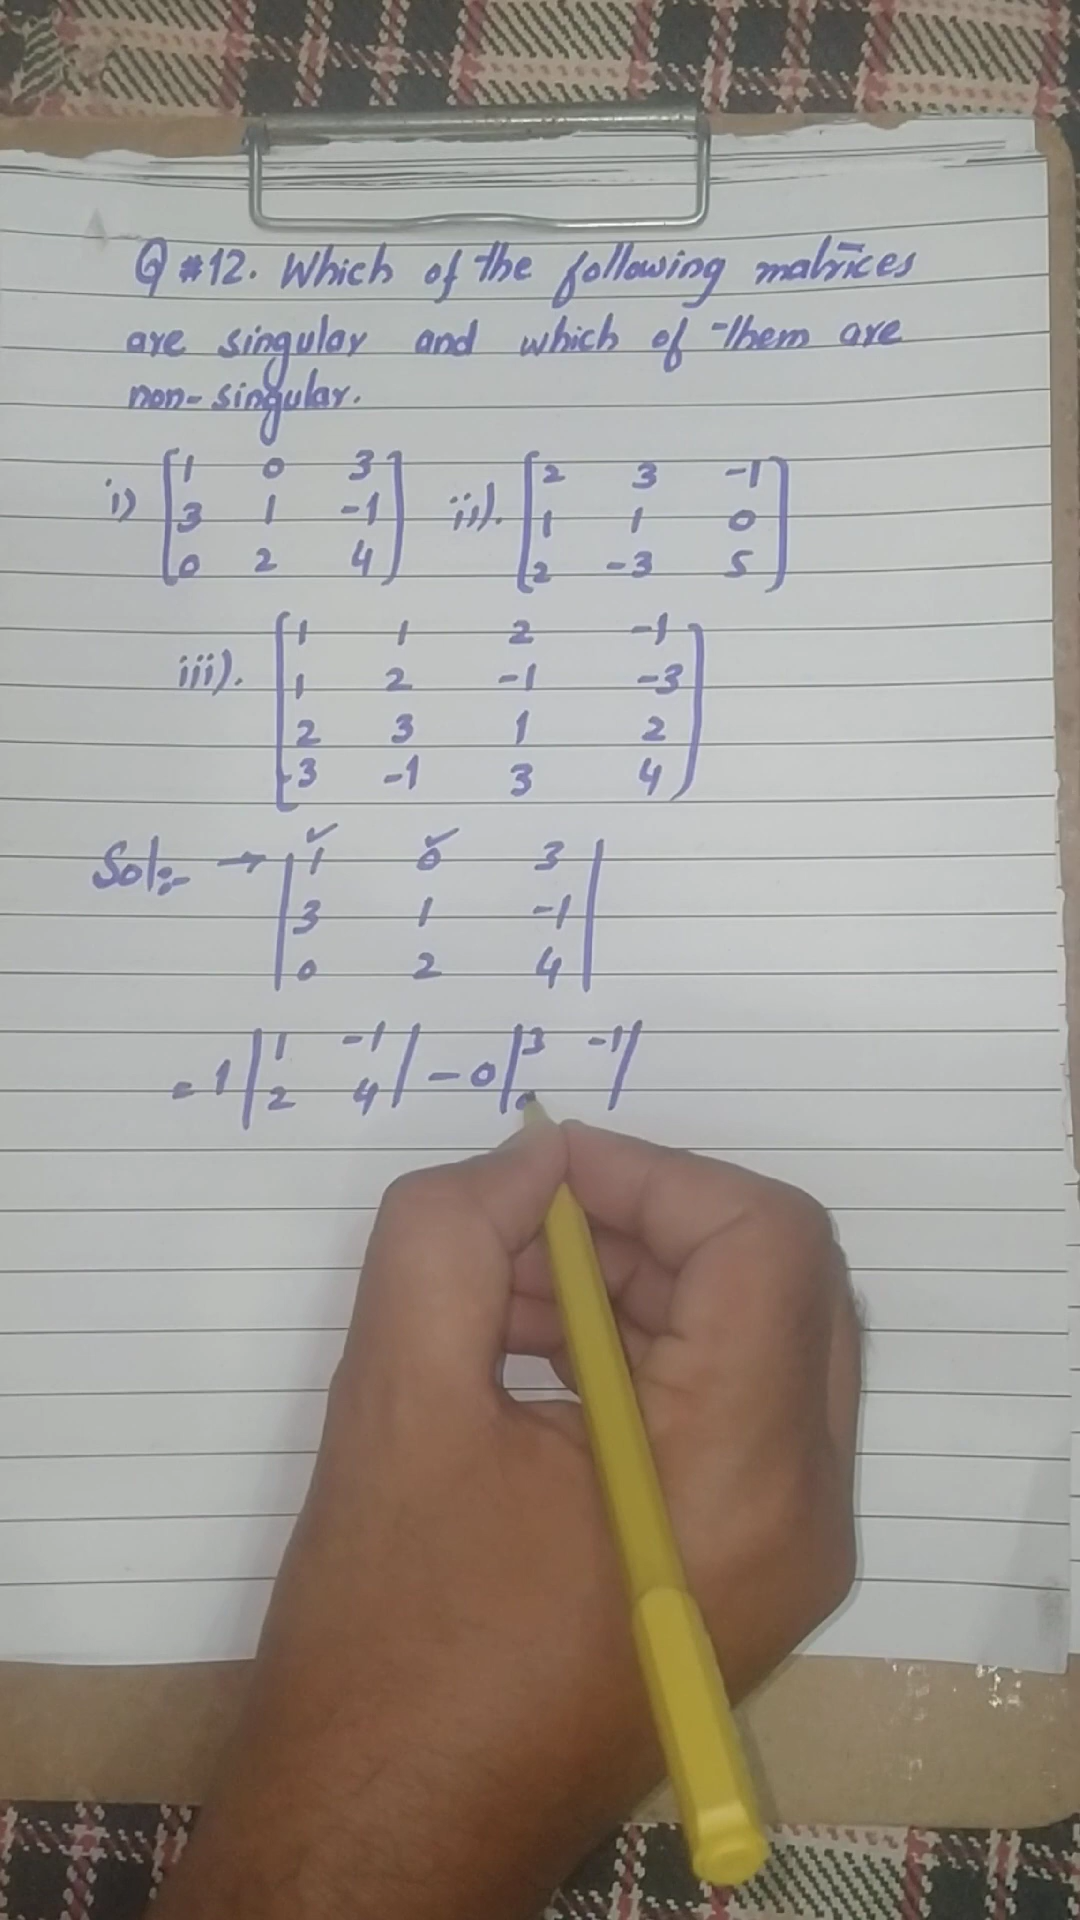 Q #12. Which of the following matrices
are singular and which of them are
non-singular.
i) [1 0 3 ii). [2 3 -1
3 1 -1] 1 1 0]
0 2 4 2 -3 5
iii). [1 1 2 -1
1 2 -1 -3
2 3 1 2
3 -1 3 4]
Sol:- → |1 0 3|
3 1 -1
0 2 4
= 1 |1 -1| - 0 |3 -1|
2 4 0